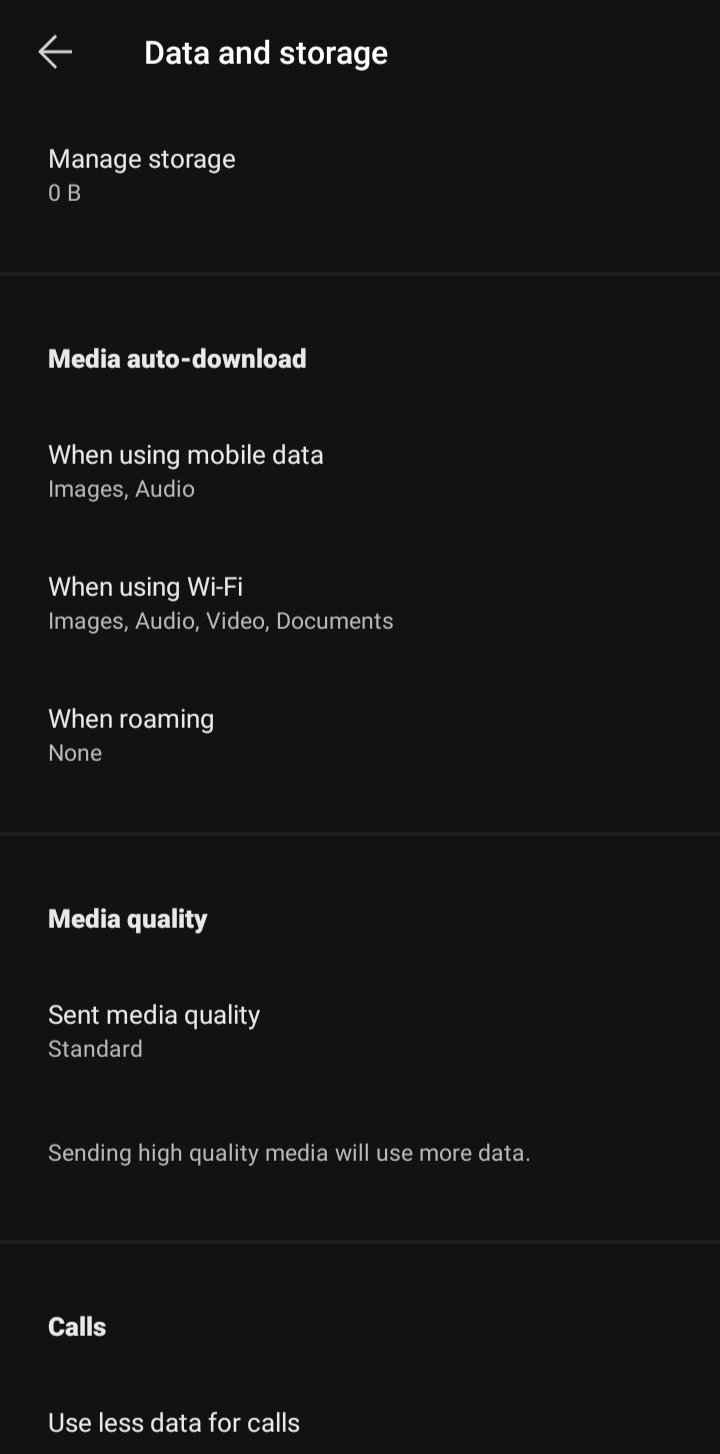 Data and storage
Manage storage
0 B
Media auto-download
When using mobile data
Images, Audio
When using Wi-Fi
Images, Audio, Video, Documents
When roaming
None
Media quality
Sent media quality
Standard
Sending high quality media will use more data.
Calls
Use less data for calls